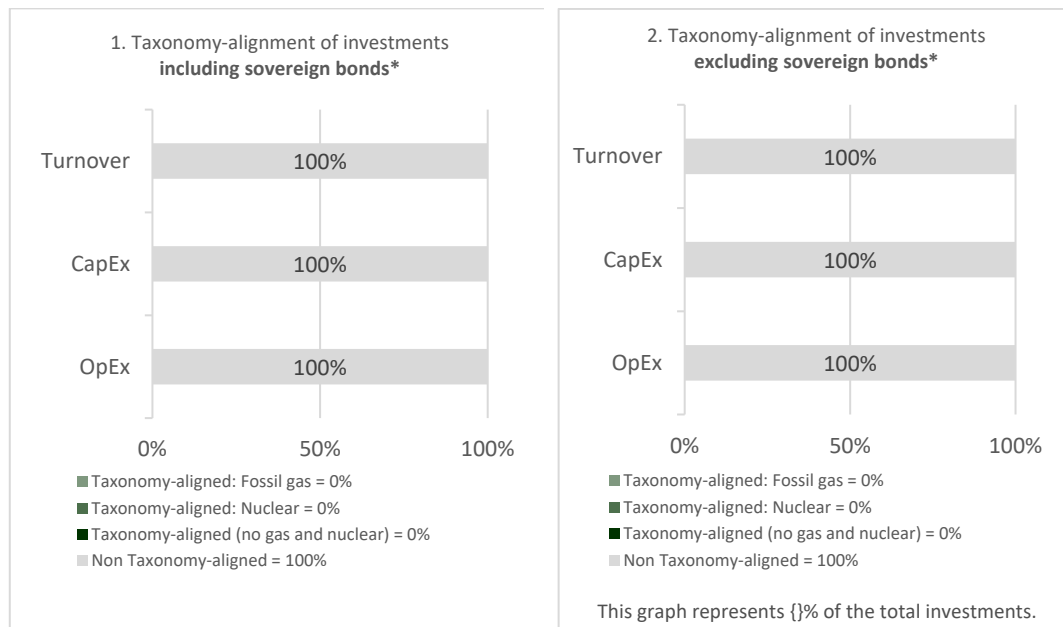 1. Taxonomy-alignment of investments
including sovereign bonds*
Turnover
100%
CapEx
100%
OpEx
100%
0%
50%
100%
Taxonomy-aligned: Fossil gas = 0%
Taxonomy-aligned: Nuclear = 0%
Taxonomy-aligned (no gas and nuclear) = 0%
Non Taxonomy-aligned = 100%
2. Taxonomy-alignment of investments
excluding sovereign bonds*
Turnover
100%
CapEx
100%
OpEx
100%
0%
50%
100%
Taxonomy-aligned: Fossil gas = 0%
Taxonomy-aligned: Nuclear = 0%
Taxonomy-aligned (no gas and nuclear) = 0%
Non Taxonomy-aligned = 100%
This graph represents {}% of the total investments.